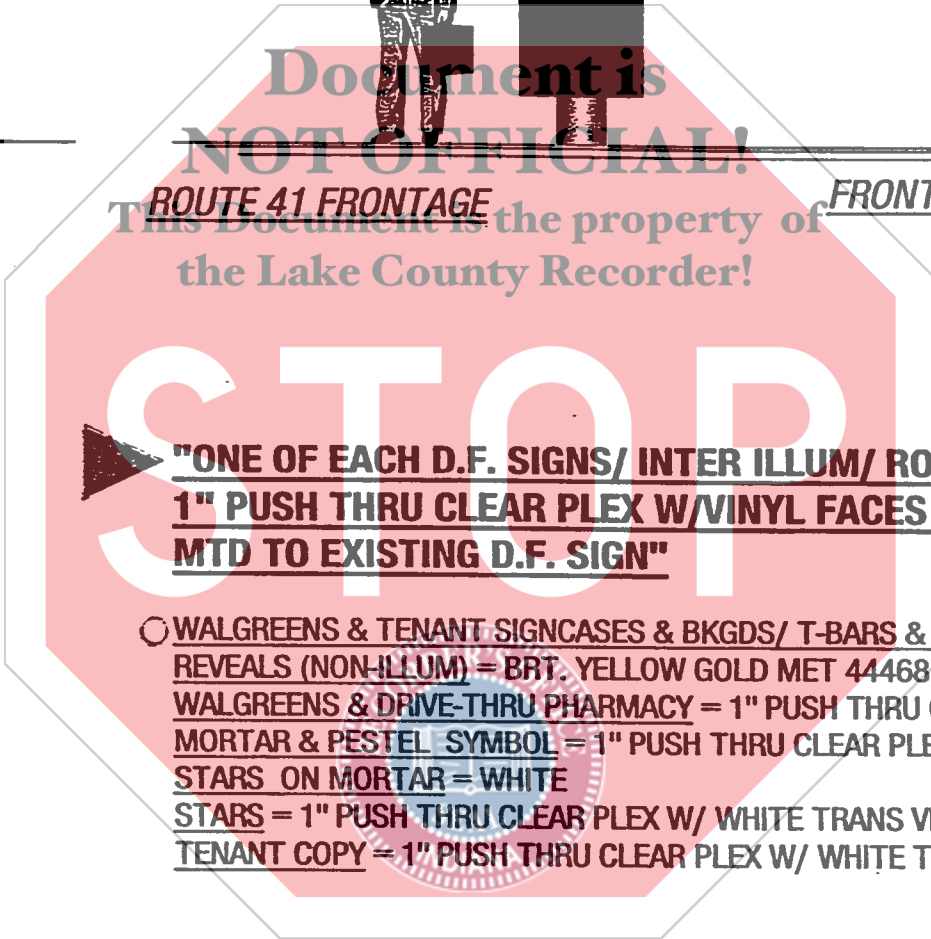 Document is
NOT OFFICIAL!
ROUTE 41 FRONTAGE
FRONT
This Document is the property of
the Lake County Recorder!
STOP
"ONE OF EACH D.F. SIGNS/ INTER ILLUM/ RO
1" PUSH THRU CLEAR PLEX W/VINYL FACES
MTD TO EXISTING D.F. SIGN"
WALGREENS & TENANT SIGNCASES & BKGDS/ T-BARS &
REVEALS (NON-ILLUM) = BRT. YELLOW GOLD MET 44468
WALGREENS & DRIVE-THRU PHARMACY = 1" PUSH THRU
MORTAR & PESTEL SYMBOL = 1" PUSH THRU CLEAR PLE
STARS ON MORTAR = WHITE
STARS = 1" PUSH THRU CLEAR PLEX W/ WHITE TRANS VI
TENANT COPY = 1" PUSH THRU CLEAR PLEX W/ WHITE T
INDIANA